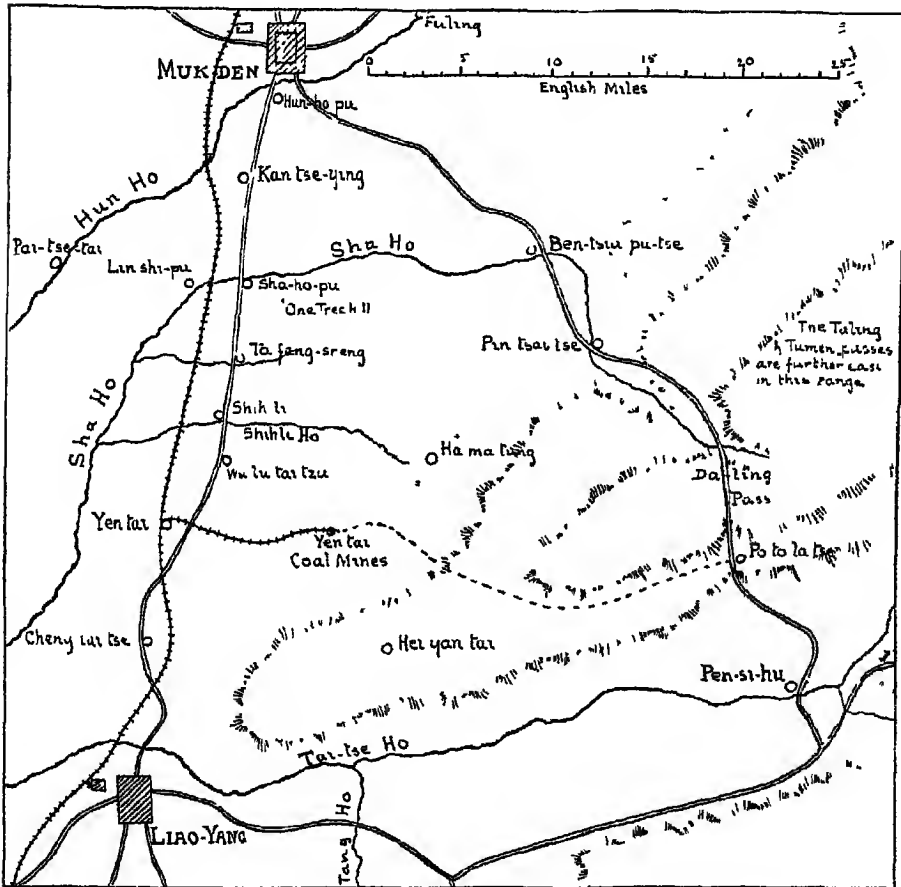 Fuling
MUKDEN
0 5 10 15 20 25
English Miles
Hun-ho pu
Kan tse-ying
Hun Ho
Pai-tse-tai
Sha Ho
Ben-tsiu pu-tse
Lin shi-pu
Sha-ho-pu
'One Tree hill
Pin tsai tse
The Taling
& Tumen passes
are further east
in this range
Ta fang-sreng
Sha Ho
Shih li
Shihli Ho
Ha ma tung
Wu lu tai tzu
Da-ling
Pass
Yen tai
Yen tai
Coal Mines
Po to la tse
Cheng tai tse
Hei yan tai
Pen-si-hu
Tai-tse Ho
LIAO-YANG
Tang Ho